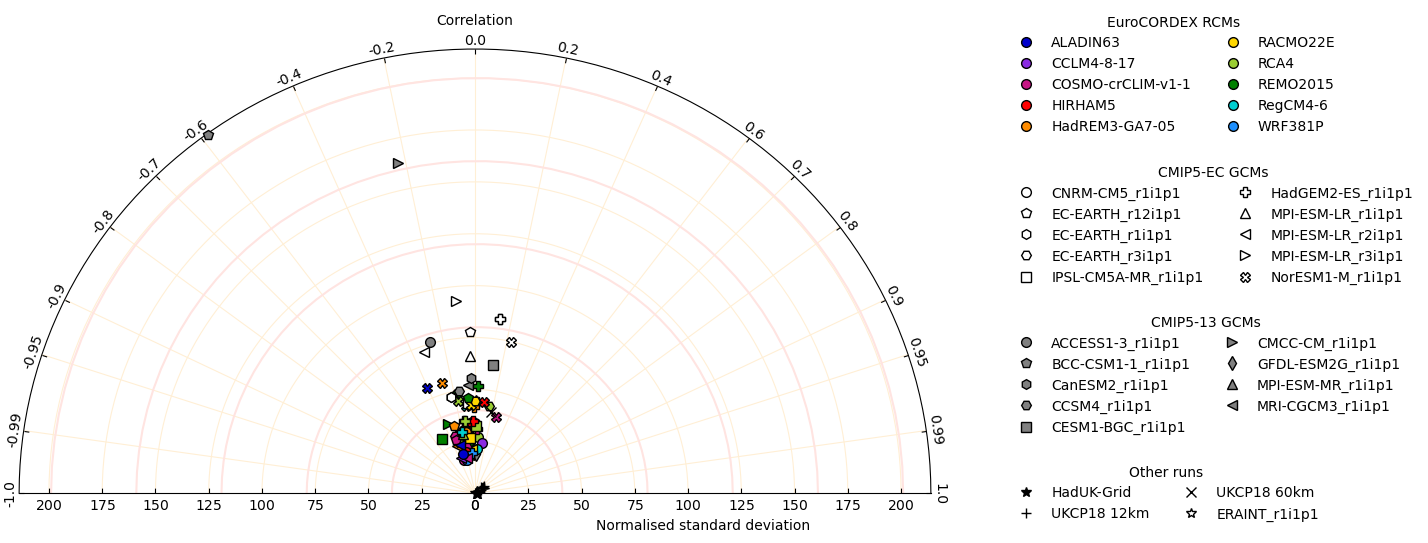 Correlation
-1.0
-0.99
-0.95
-0.9
-0.8
-0.7
-0.6
-0.4
-0.2
0.0
0.2
0.4
0.6
0.7
0.8
0.9
0.95
0.99
1.0
200 175 150 125 100 75 50 25 0 25 50 75 100 125 150 175 200
Normalised standard deviation
EuroCORDEX RCMs
ALADIN63 RACMO22E
CCLM4-8-17 RCA4
COSMO-crCLIM-v1-1 REMO2015
HIRHAM5 RegCM4-6
HadREM3-GA7-05 WRF381P
CMIP5-EC GCMs
CNRM-CM5_r1i1p1 HadGEM2-ES_r1i1p1
EC-EARTH_r12i1p1 MPI-ESM-LR_r1i1p1
EC-EARTH_r1i1p1 MPI-ESM-LR_r2i1p1
EC-EARTH_r3i1p1 MPI-ESM-LR_r3i1p1
IPSL-CM5A-MR_r1i1p1 NorESM1-M_r1i1p1
CMIP5-13 GCMs
ACCESS1-3_r1i1p1 CMCC-CM_r1i1p1
BCC-CSM1-1_r1i1p1 GFDL-ESM2G_r1i1p1
CanESM2_r1i1p1 MPI-ESM-MR_r1i1p1
CCSM4_r1i1p1 MRI-CGCM3_r1i1p1
CESM1-BGC_r1i1p1
Other runs
HadUK-Grid UKCP18 60km
UKCP18 12km ERAINT_r1i1p1